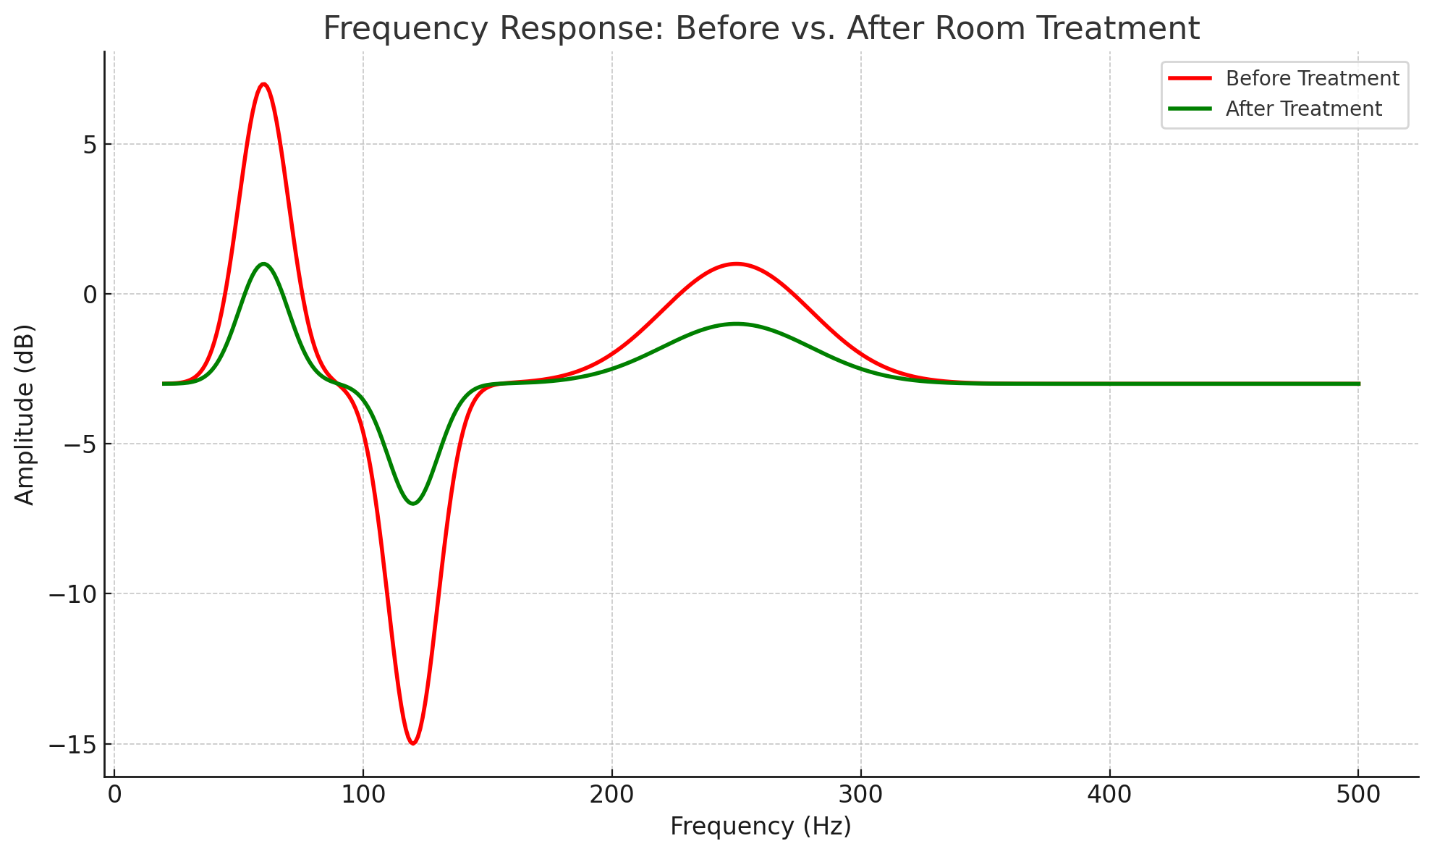 Frequency Response: Before vs. After Room Treatment
Before Treatment
After Treatment
Amplitude (dB)
5
0
−5
−10
−15
0 100 200 300 400 500
Frequency (Hz)